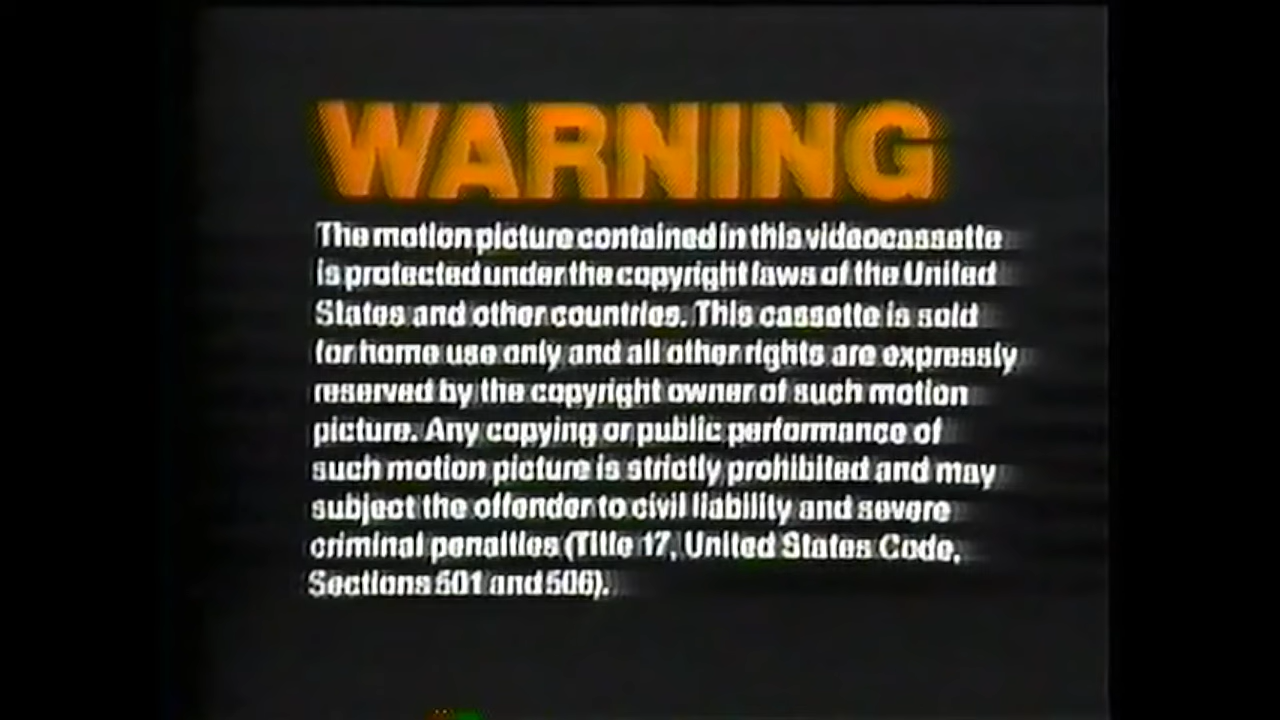 WARNING
The motion picture contained in this videocassette
is protected under the copyright laws of the United
States and other countries. This cassette is sold
for home use only and all other rights are expressly
reserved by the copyright owner of such motion
picture. Any copying or public performance of
such motion picture is strictly prohibited and may
subject the offender to civil liability and severe
criminal penalties (Title 17, United States Code,
Sections 501 and 506).